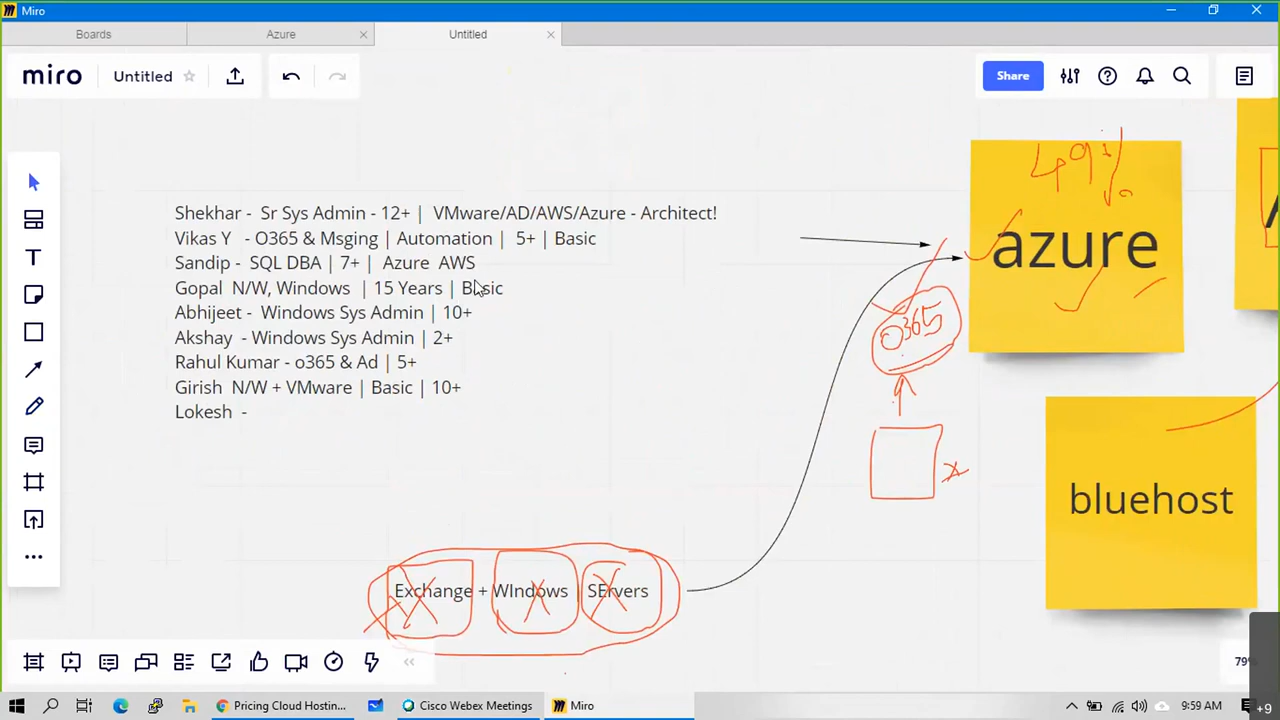 Miro
Boards
Azure
Untitled
miro
Untitled
Share
49%
azure
Shekhar - Sr Sys Admin - 12+ | VMware/AD/AWS/Azure - Architect!
Vikas Y - O365 & Msging | Automation | 5+ | Basic
Sandip - SQL DBA | 7+ | Azure AWS
Gopal N/W, Windows | 15 Years | Basic
Abhijeet - Windows Sys Admin | 10+
Akshay - Windows Sys Admin | 2+
Rahul Kumar - o365 & Ad | 5+
Girish N/W + VMware | Basic | 10+
Lokesh -
O365
bluehost
Exchange + WIndows SErvers
79%
Pricing Cloud Hostin...
Cisco Webex Meetings
Miro
9:59 AM
+9